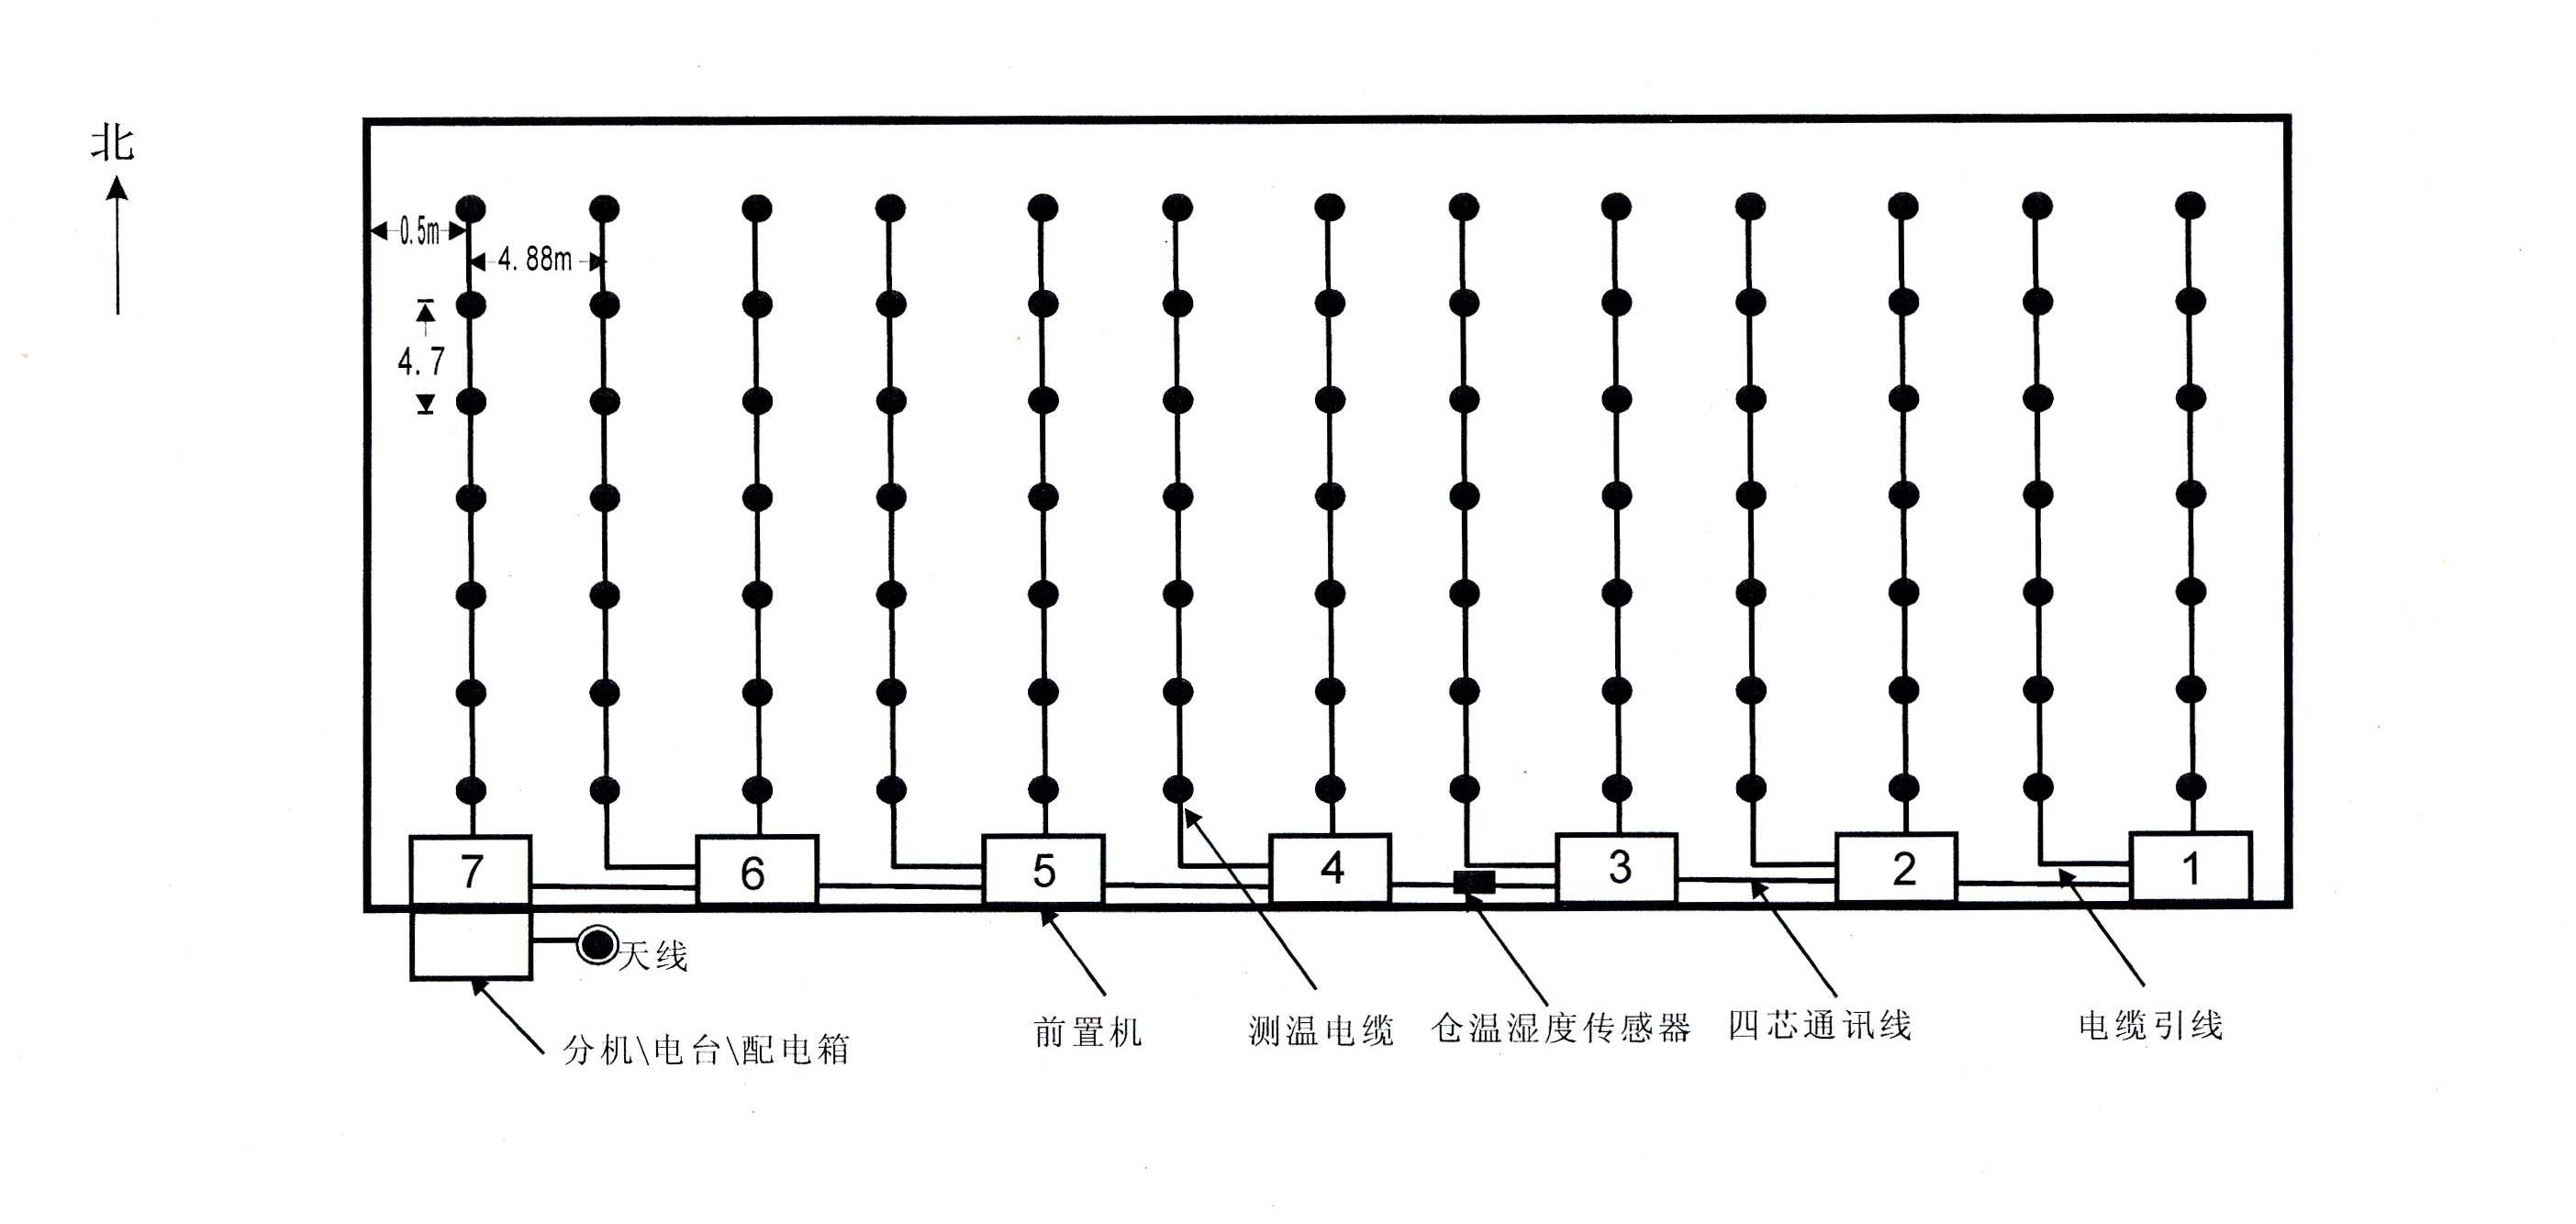 北
0.5m
4.88m
4.7
7
6
5
4
3
2
1
天线
分机\电台\配电箱
前置机
测温电缆
仓温湿度传感器
四芯通讯线
电缆引线